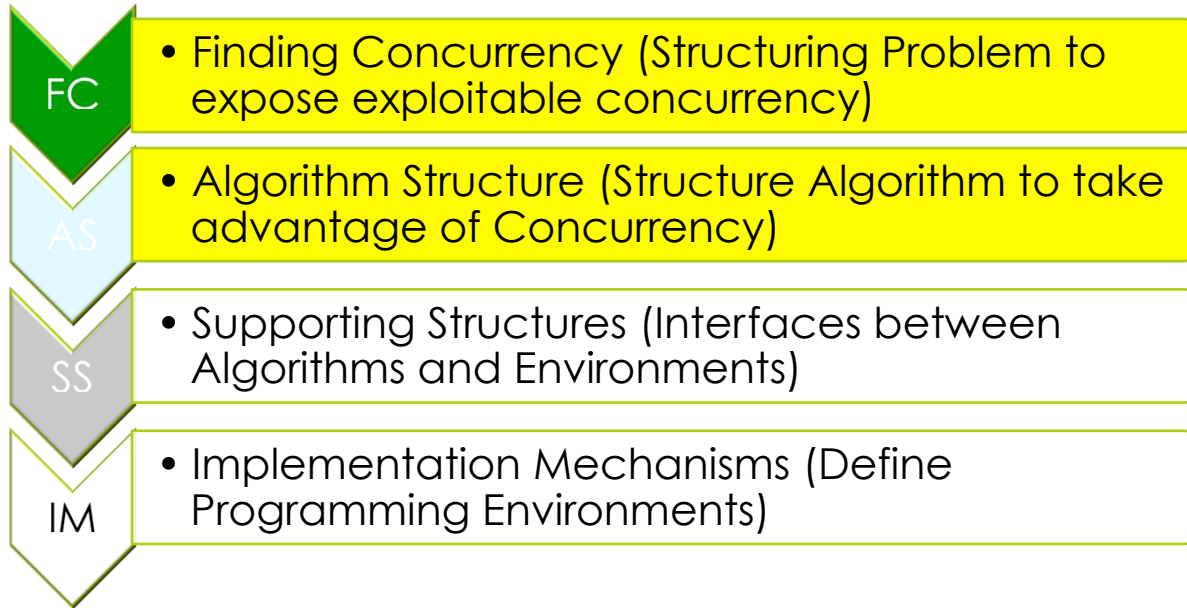 FC
• Finding Concurrency (Structuring Problem to
expose exploitable concurrency)
AS
• Algorithm Structure (Structure Algorithm to take
advantage of Concurrency)
SS
• Supporting Structures (Interfaces between
Algorithms and Environments)
IM
• Implementation Mechanisms (Define
Programming Environments)